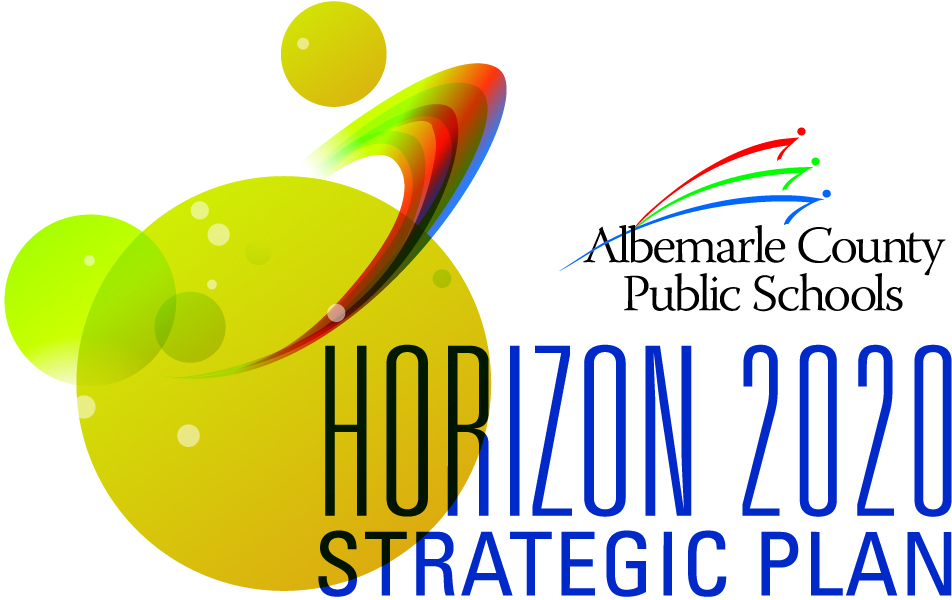 Albemarle County
Public Schools
HORIZON 2020
STRATEGIC PLAN